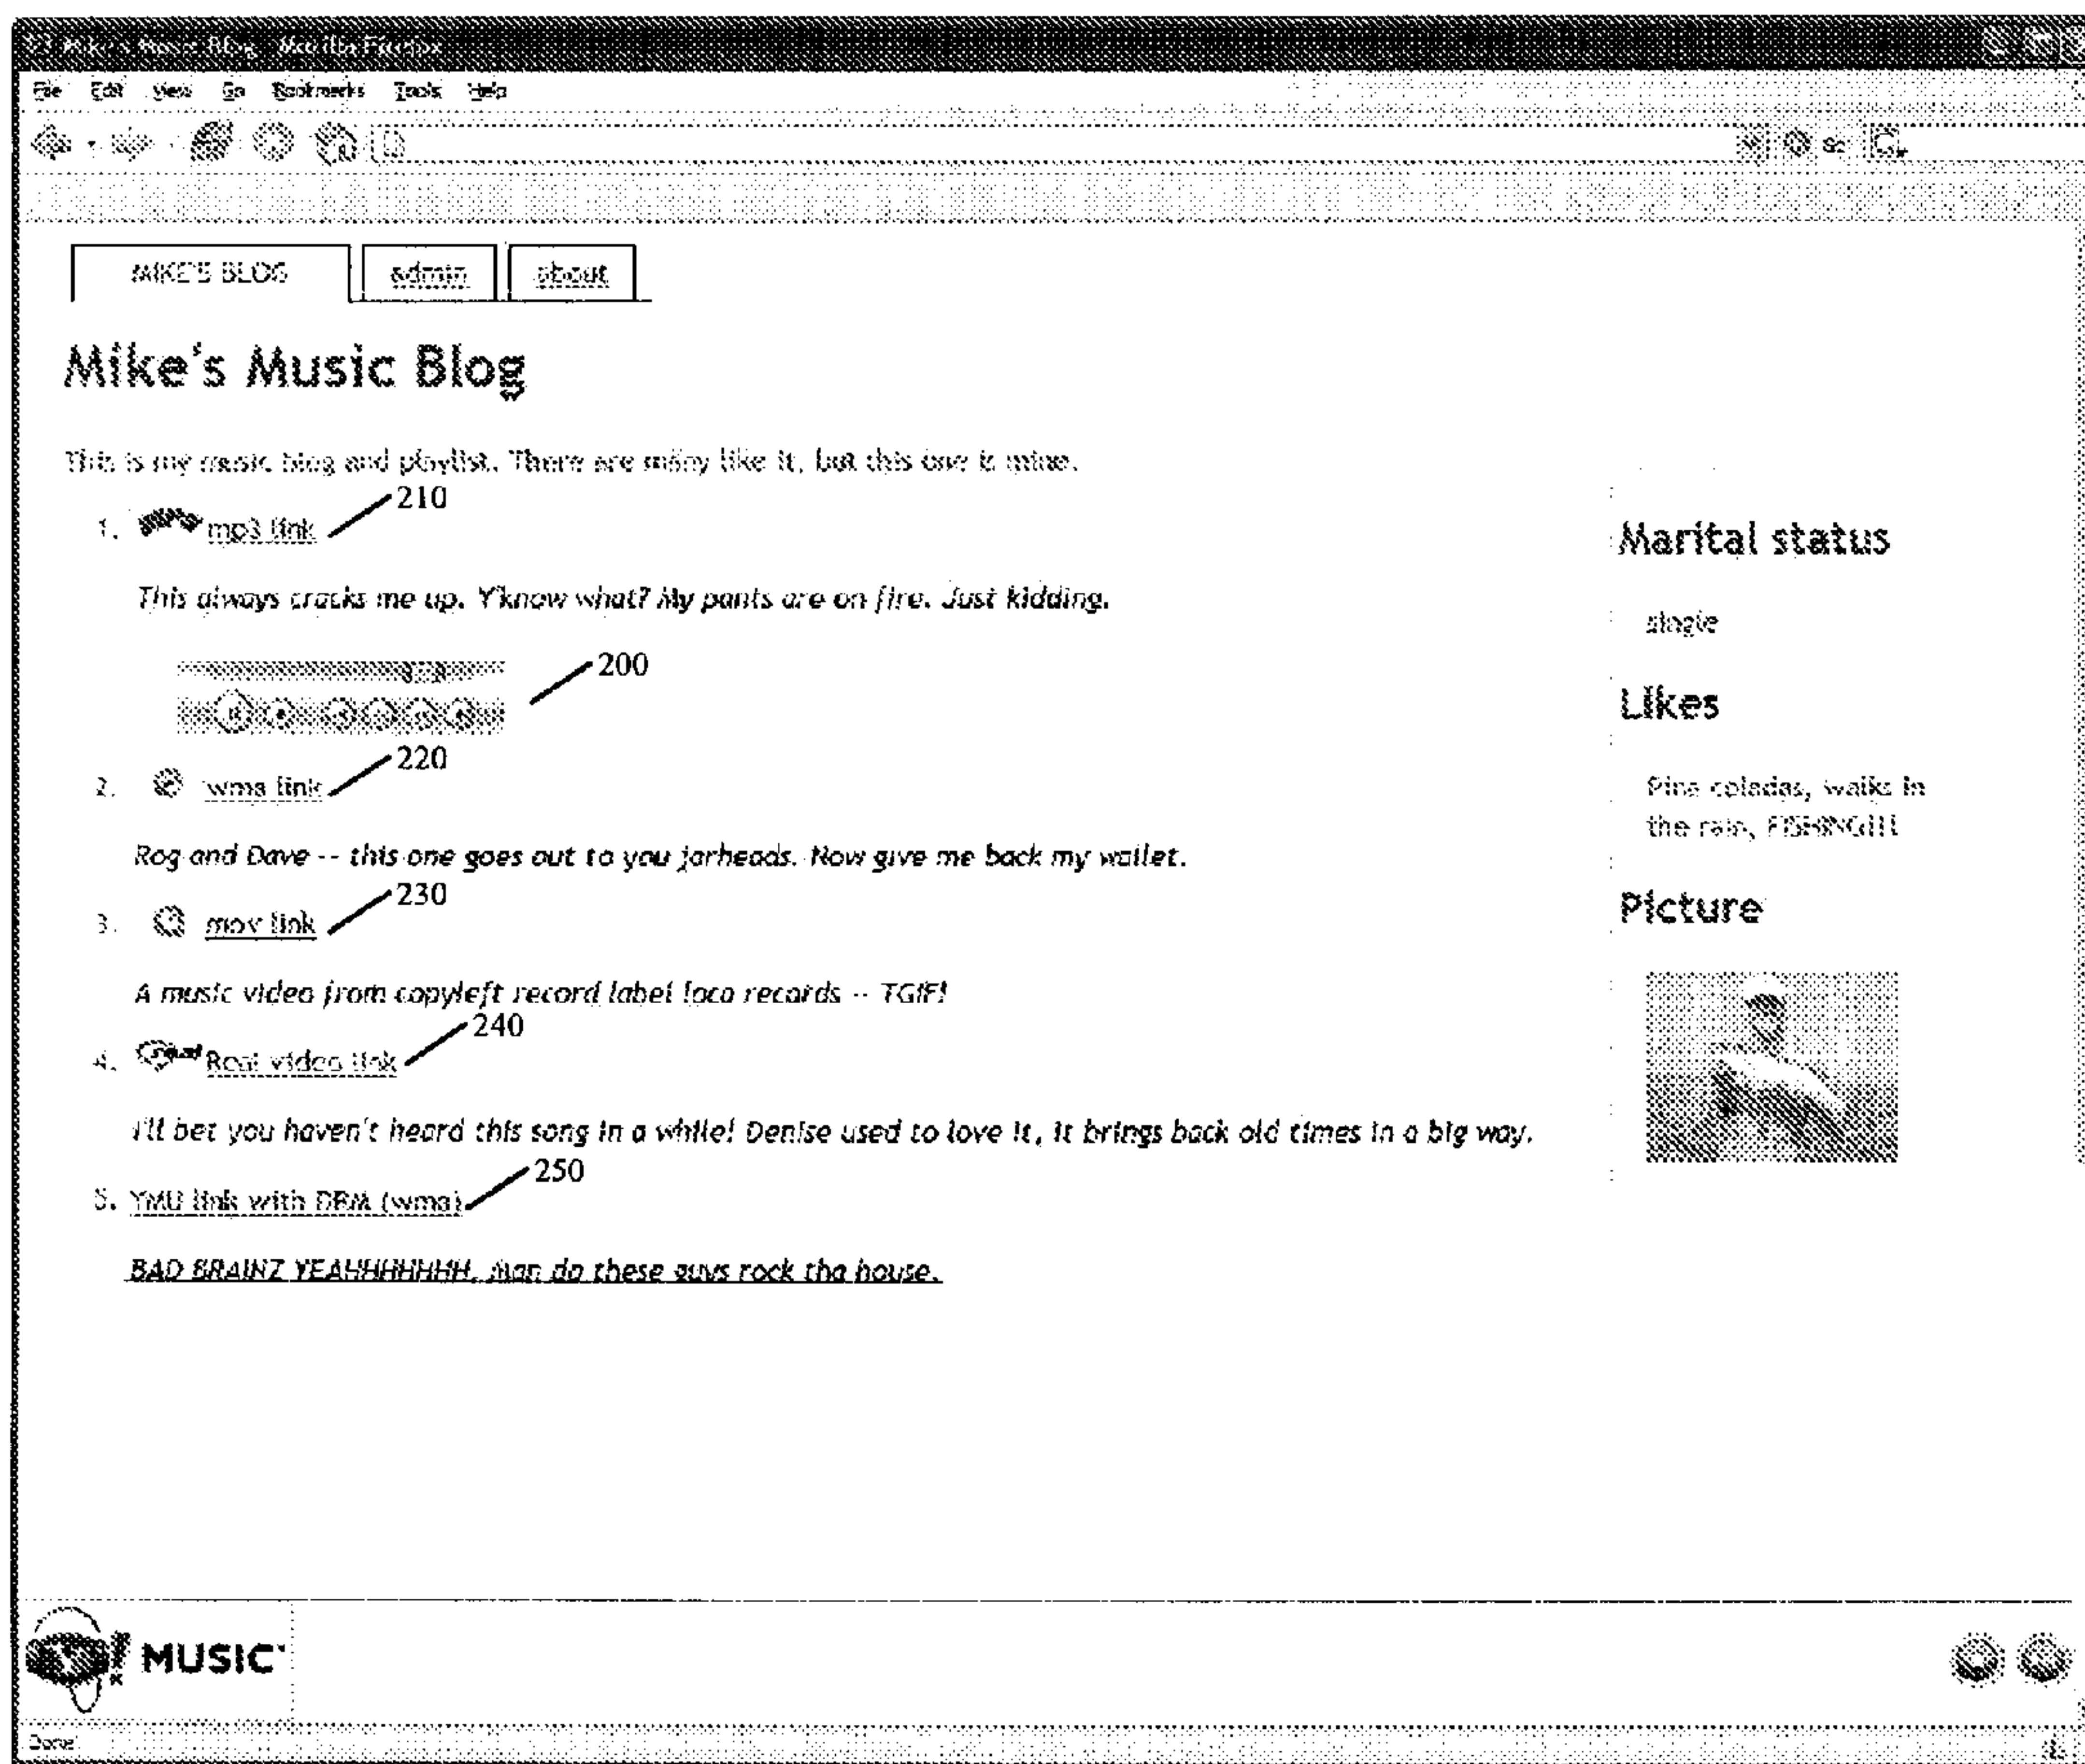 Mike's Music Blog - Mozilla Firefox
File Edit View Go Bookmarks Tools Help
MIKE'S BLOG admin about
Mike's Music Blog
This is my music blog and playlist. There are many like it, but this one is mine.
210
1. mp3 link
This always cracks me up. Y'know what? My pants are on fire. Just kidding.
200
220
2. wma link
Rog and Dave -- this one goes out to you jarheads. Now give me back my wallet.
230
3. mov link
A music video from copyleft record label loca records -- TGIF!
240
4. Real video link
I'll bet you haven't heard this song in a while! Denise used to love it, it brings back old times in a big way.
250
5. YMU link with DRM (wma)
BAD BRAINZ YEAHHHHHHH, man do these guys rock tha house.
Marital status
single
Likes
Pina coladas, walks in
the rain,
Picture
MUSIC
Done